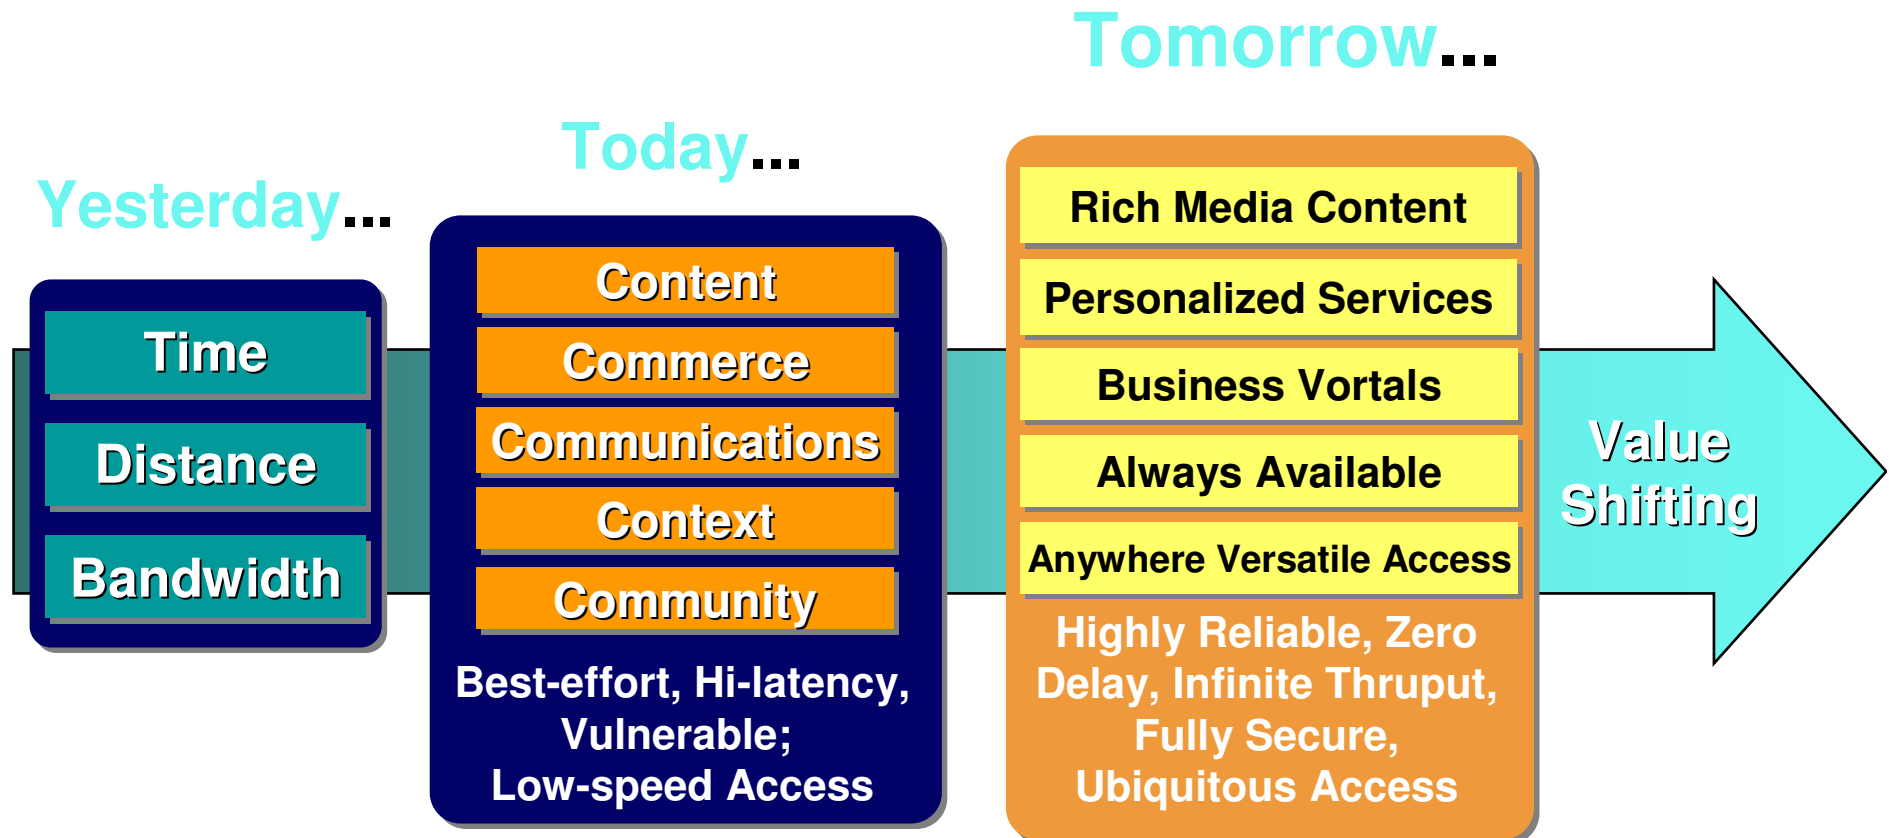 Yesterday...
Time
Distance
Bandwidth
Today...
Content
Commerce
Communications
Context
Community
Best-effort, Hi-latency,
Vulnerable;
Low-speed Access
Tomorrow...
Rich Media Content
Personalized Services
Business Vortals
Always Available
Anywhere Versatile Access
Highly Reliable, Zero
Delay, Infinite Thruput,
Fully Secure,
Ubiquitous Access
Value
Shifting